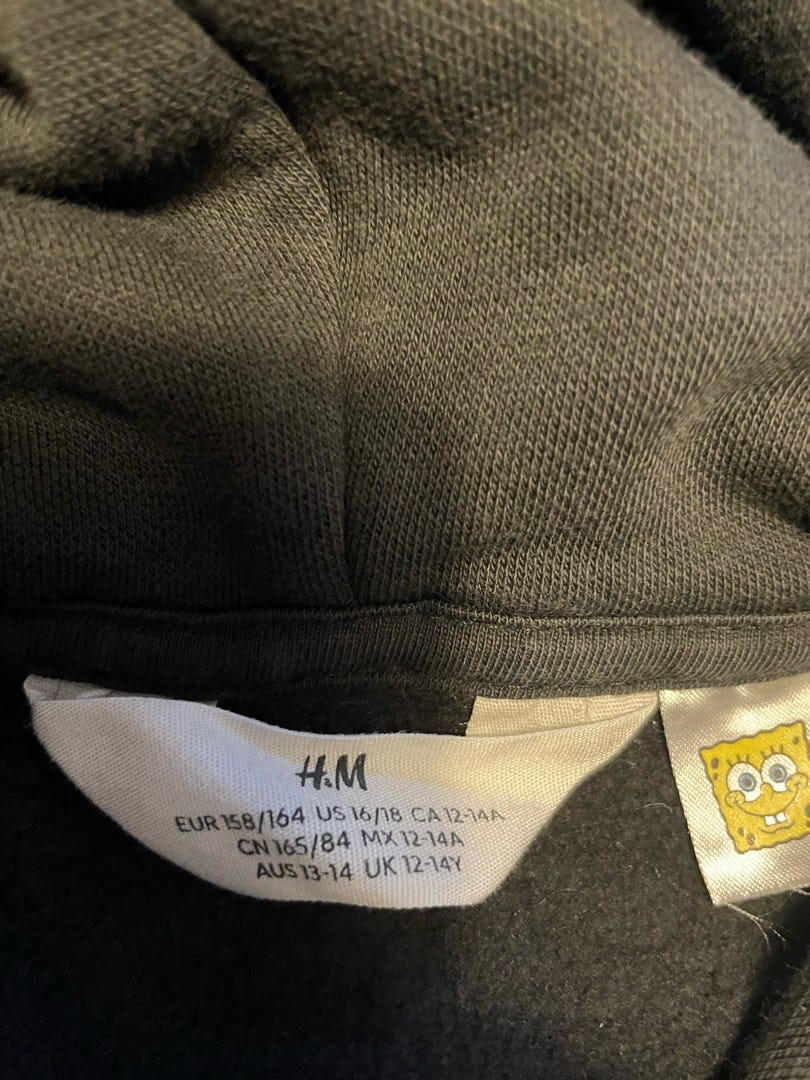 H&M
EUR 158/164 US 16/18 CA 12-14A
CN 165/84 MX 12-14A
AUS 13-14 UK 12-14Y